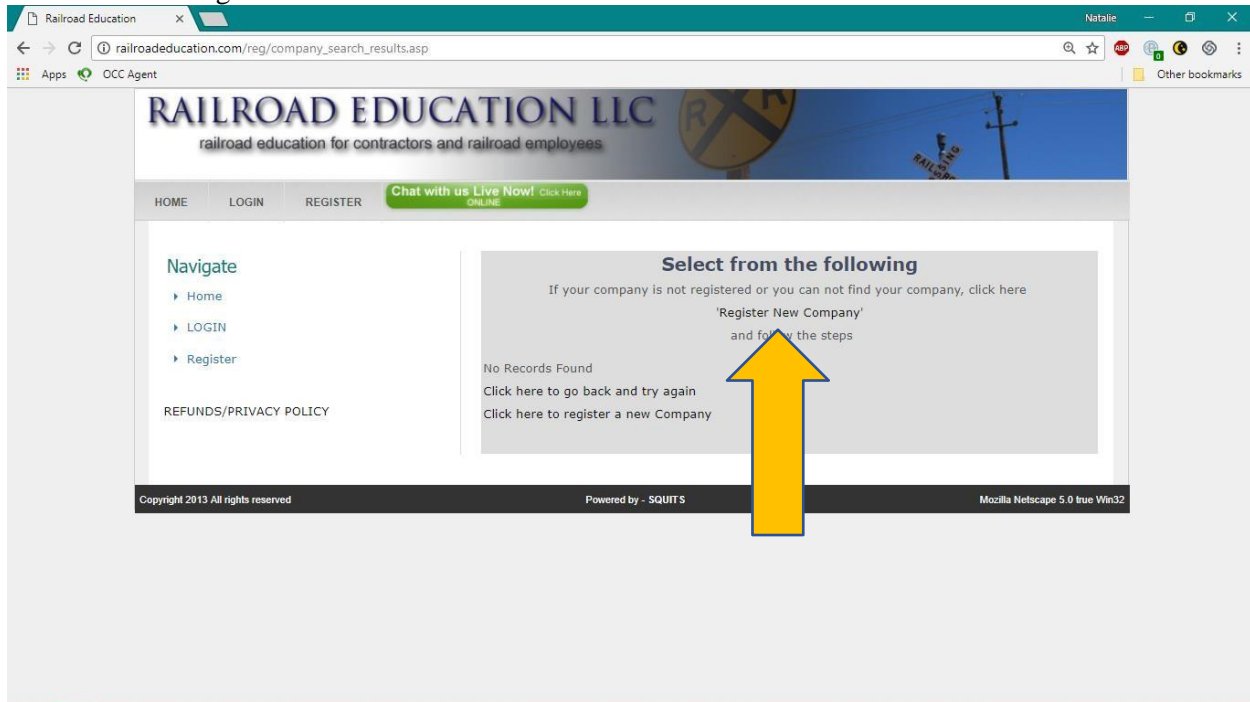 Railroad Education
Natalie
railroadeducation.com/reg/company_search_results.asp
ABP
0
Apps
OCC Agent
Other bookmarks
RAILROAD EDUCATION LLC
railroad education for contractors and railroad employees
HOME
LOGIN
REGISTER
Chat with us Live Now! Click Here
ONLINE
Navigate
Home
LOGIN
Register
REFUNDS/PRIVACY POLICY
Select from the following
If your company is not registered or you can not find your company, click here
'Register New Company'
and the steps
No Records Found
Click here to go back and try again
Click here to register a new Company
Copyright 2013 All rights reserved
Powered by - SQUITS
Mozilla Netscape 5.0 true Win32